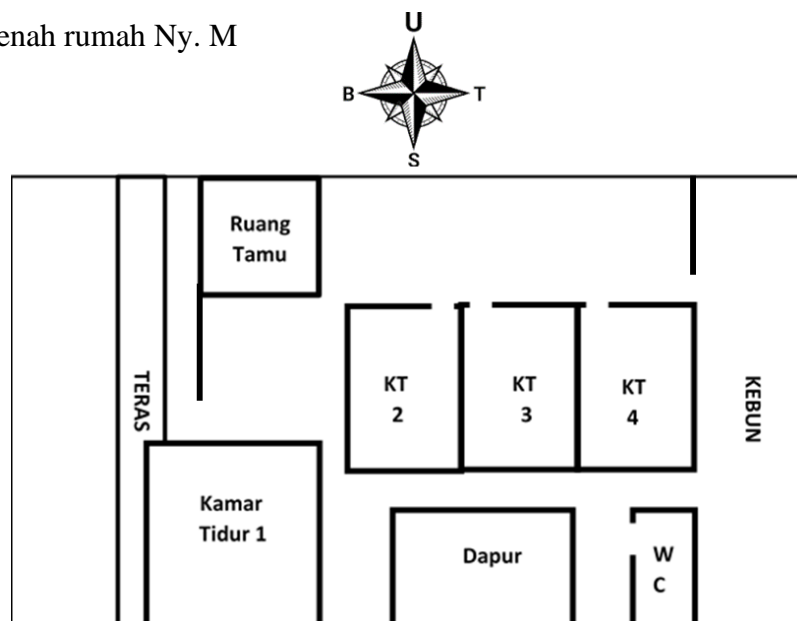 enah rumah Ny. M
U
B
T
S
Ruang
Tamu
TERAS
KT
2
KT
3
KT
4
KEBUN
Kamar
Tidur 1
Dapur
W
C